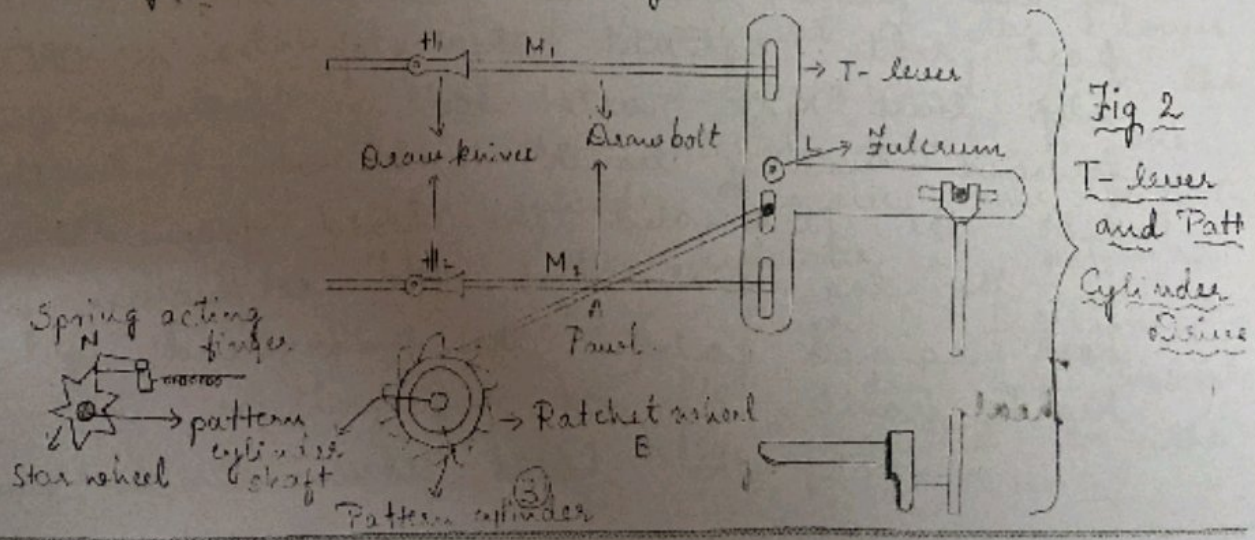 H1
M1
→ T-lever
Draw knives
Draw bolt
L → Fulcrum
Fig 2
T-lever
and Patt
Cylinder
Drive
H2
M2
A
Pawl
Spring acting
finger
N
pattern
cylinder
shaft
Star wheel
→ Ratchet wheel
B
Pattern cylinder
3